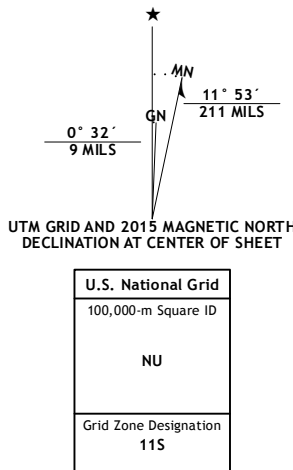 ★
MN
GN
11° 53´
211 MILS
0° 32´
9 MILS
UTM GRID AND 2015 MAGNETIC NORTH
DECLINATION AT CENTER OF SHEET
U.S. National Grid
100,000-m Square ID
NU
Grid Zone Designation
11S